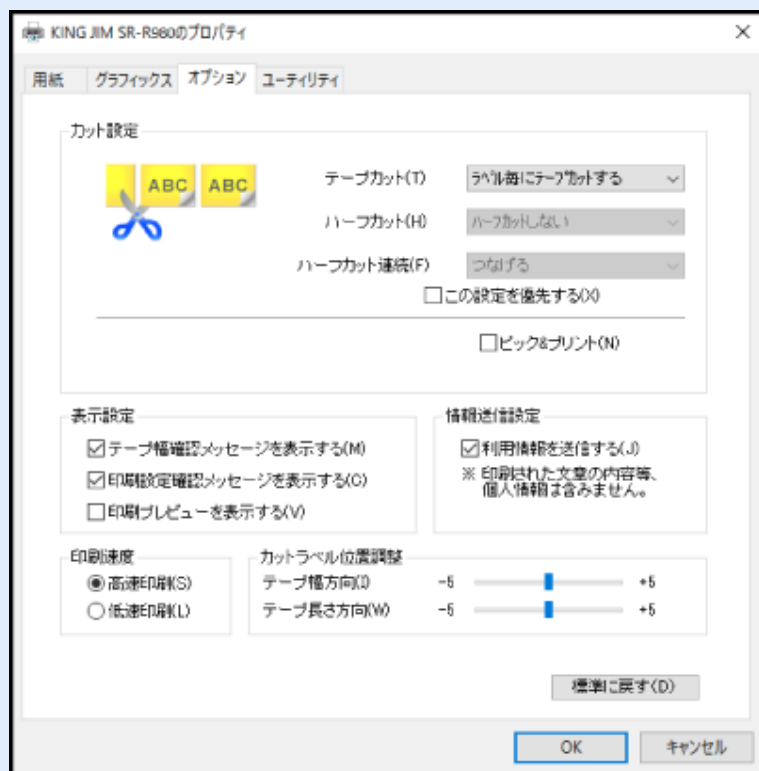 KING JIM SR-R980のプロパティ
用紙 グラフィックス オプション ユーティリティ
カット設定
ABC ABC
テープカット(T) ラベル毎にテープカットする
ハーフカット(H) ハーフカットしない
ハーフカット連続(F) つなげる
この設定を優先する(X)
ピック&プリント(N)
表示設定
テープ幅確認メッセージを表示する(M)
印刷設定確認メッセージを表示する(C)
印刷プレビューを表示する(V)
情報送信設定
利用情報を送信する(J)
※ 印刷された文章の内容等、
個人情報は含みません。
印刷速度
高速印刷(S)
低速印刷(L)
カットラベル位置調整
テープ幅方向(I) -5 +5
テープ長さ方向(W) -5 +5
標準に戻す(D)
OK キャンセル